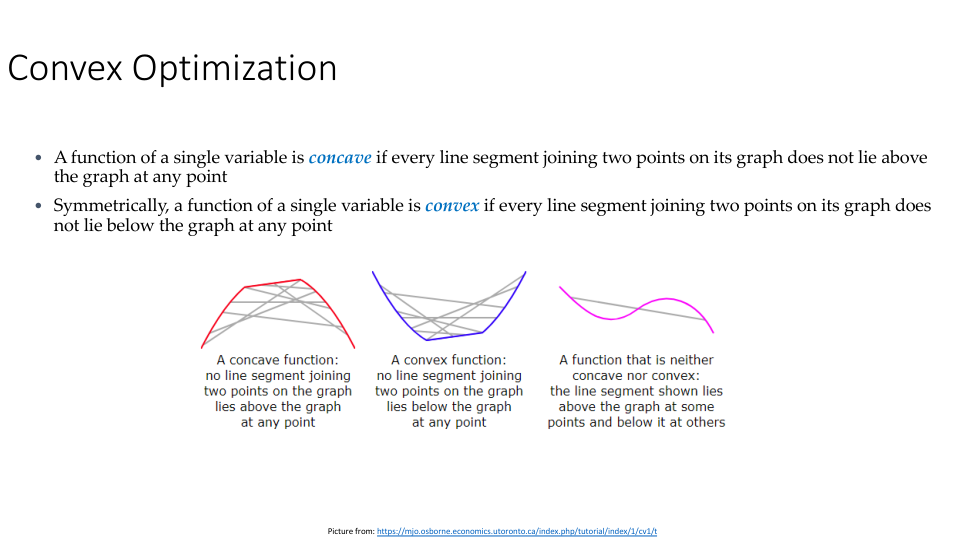 Convex Optimization
• A function of a single variable is concave if every line segment joining two points on its graph does not lie above
the graph at any point
• Symmetrically, a function of a single variable is convex if every line segment joining two points on its graph does
not lie below the graph at any point
A concave function:
no line segment joining
two points on the graph
lies above the graph
at any point
A convex function:
no line segment joining
two points on the graph
lies below the graph
at any point
A function that is neither
concave nor convex:
the line segment shown lies
above the graph at some
points and below it at others
Picture from: https://mjo.osborne.economics.utoronto.ca/index.php/tutorial/index/1/cv1/t